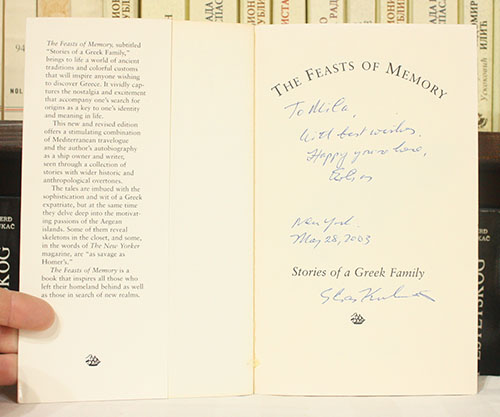 The Feasts of Memory, subtitled
"Stories of a Greek Family,"
brings to life a world of ancient
traditions and colorful customs
that will inspire anyone wishing
to discover Greece. It vividly cap-
tures the nostalgia and excitement
that accompany one's search for
origins as a key to one's identity
and meaning in life.
This new and revised edition
offers a stimulating combination
of Mediterranean travelogue
and the author's autobiography
as a ship owner and writer,
seen through a collection of
stories with wider historic and
anthropological overtones.
The tales are imbued with the
sophistication and wit of a Greek
expatriate, but at the same time
they delve deep into the motivat-
ing passions of the Aegean
islands. Some of them reveal
skeletons in the closet, and some,
in the words of The New Yorker
magazine, are "as savage as
Homer's."
The Feasts of Memory is a
book that inspires all those who
left their homeland behind as well
as those in search of new realms.
THE FEASTS OF MEMORY
To Mila,
With best wishes.
Happy you're here,
Elias
New York.
May 28, 2003
Stories of a Greek Family